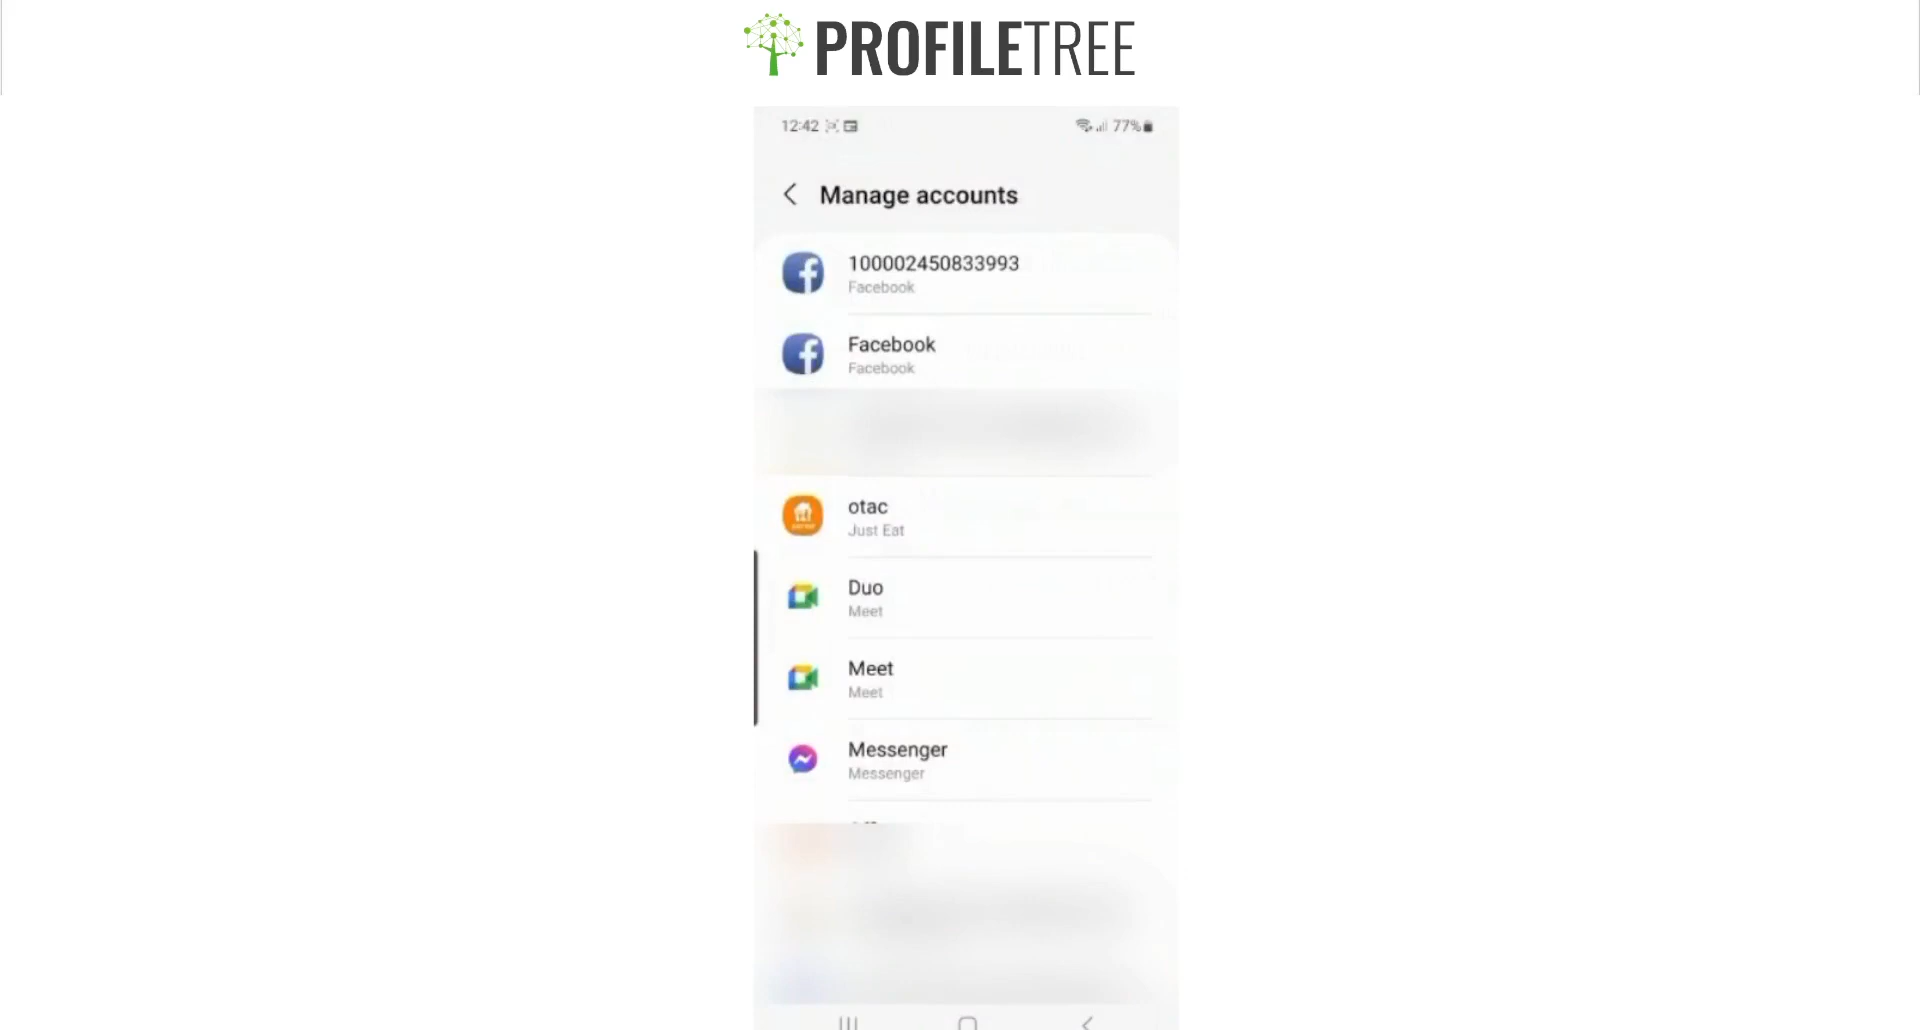 PROFILETREE
12:42 77%
Manage accounts
100002450833993
Facebook
Facebook
Facebook
otac
Just Eat
Duo
Meet
Meet
Meet
Messenger
Messenger